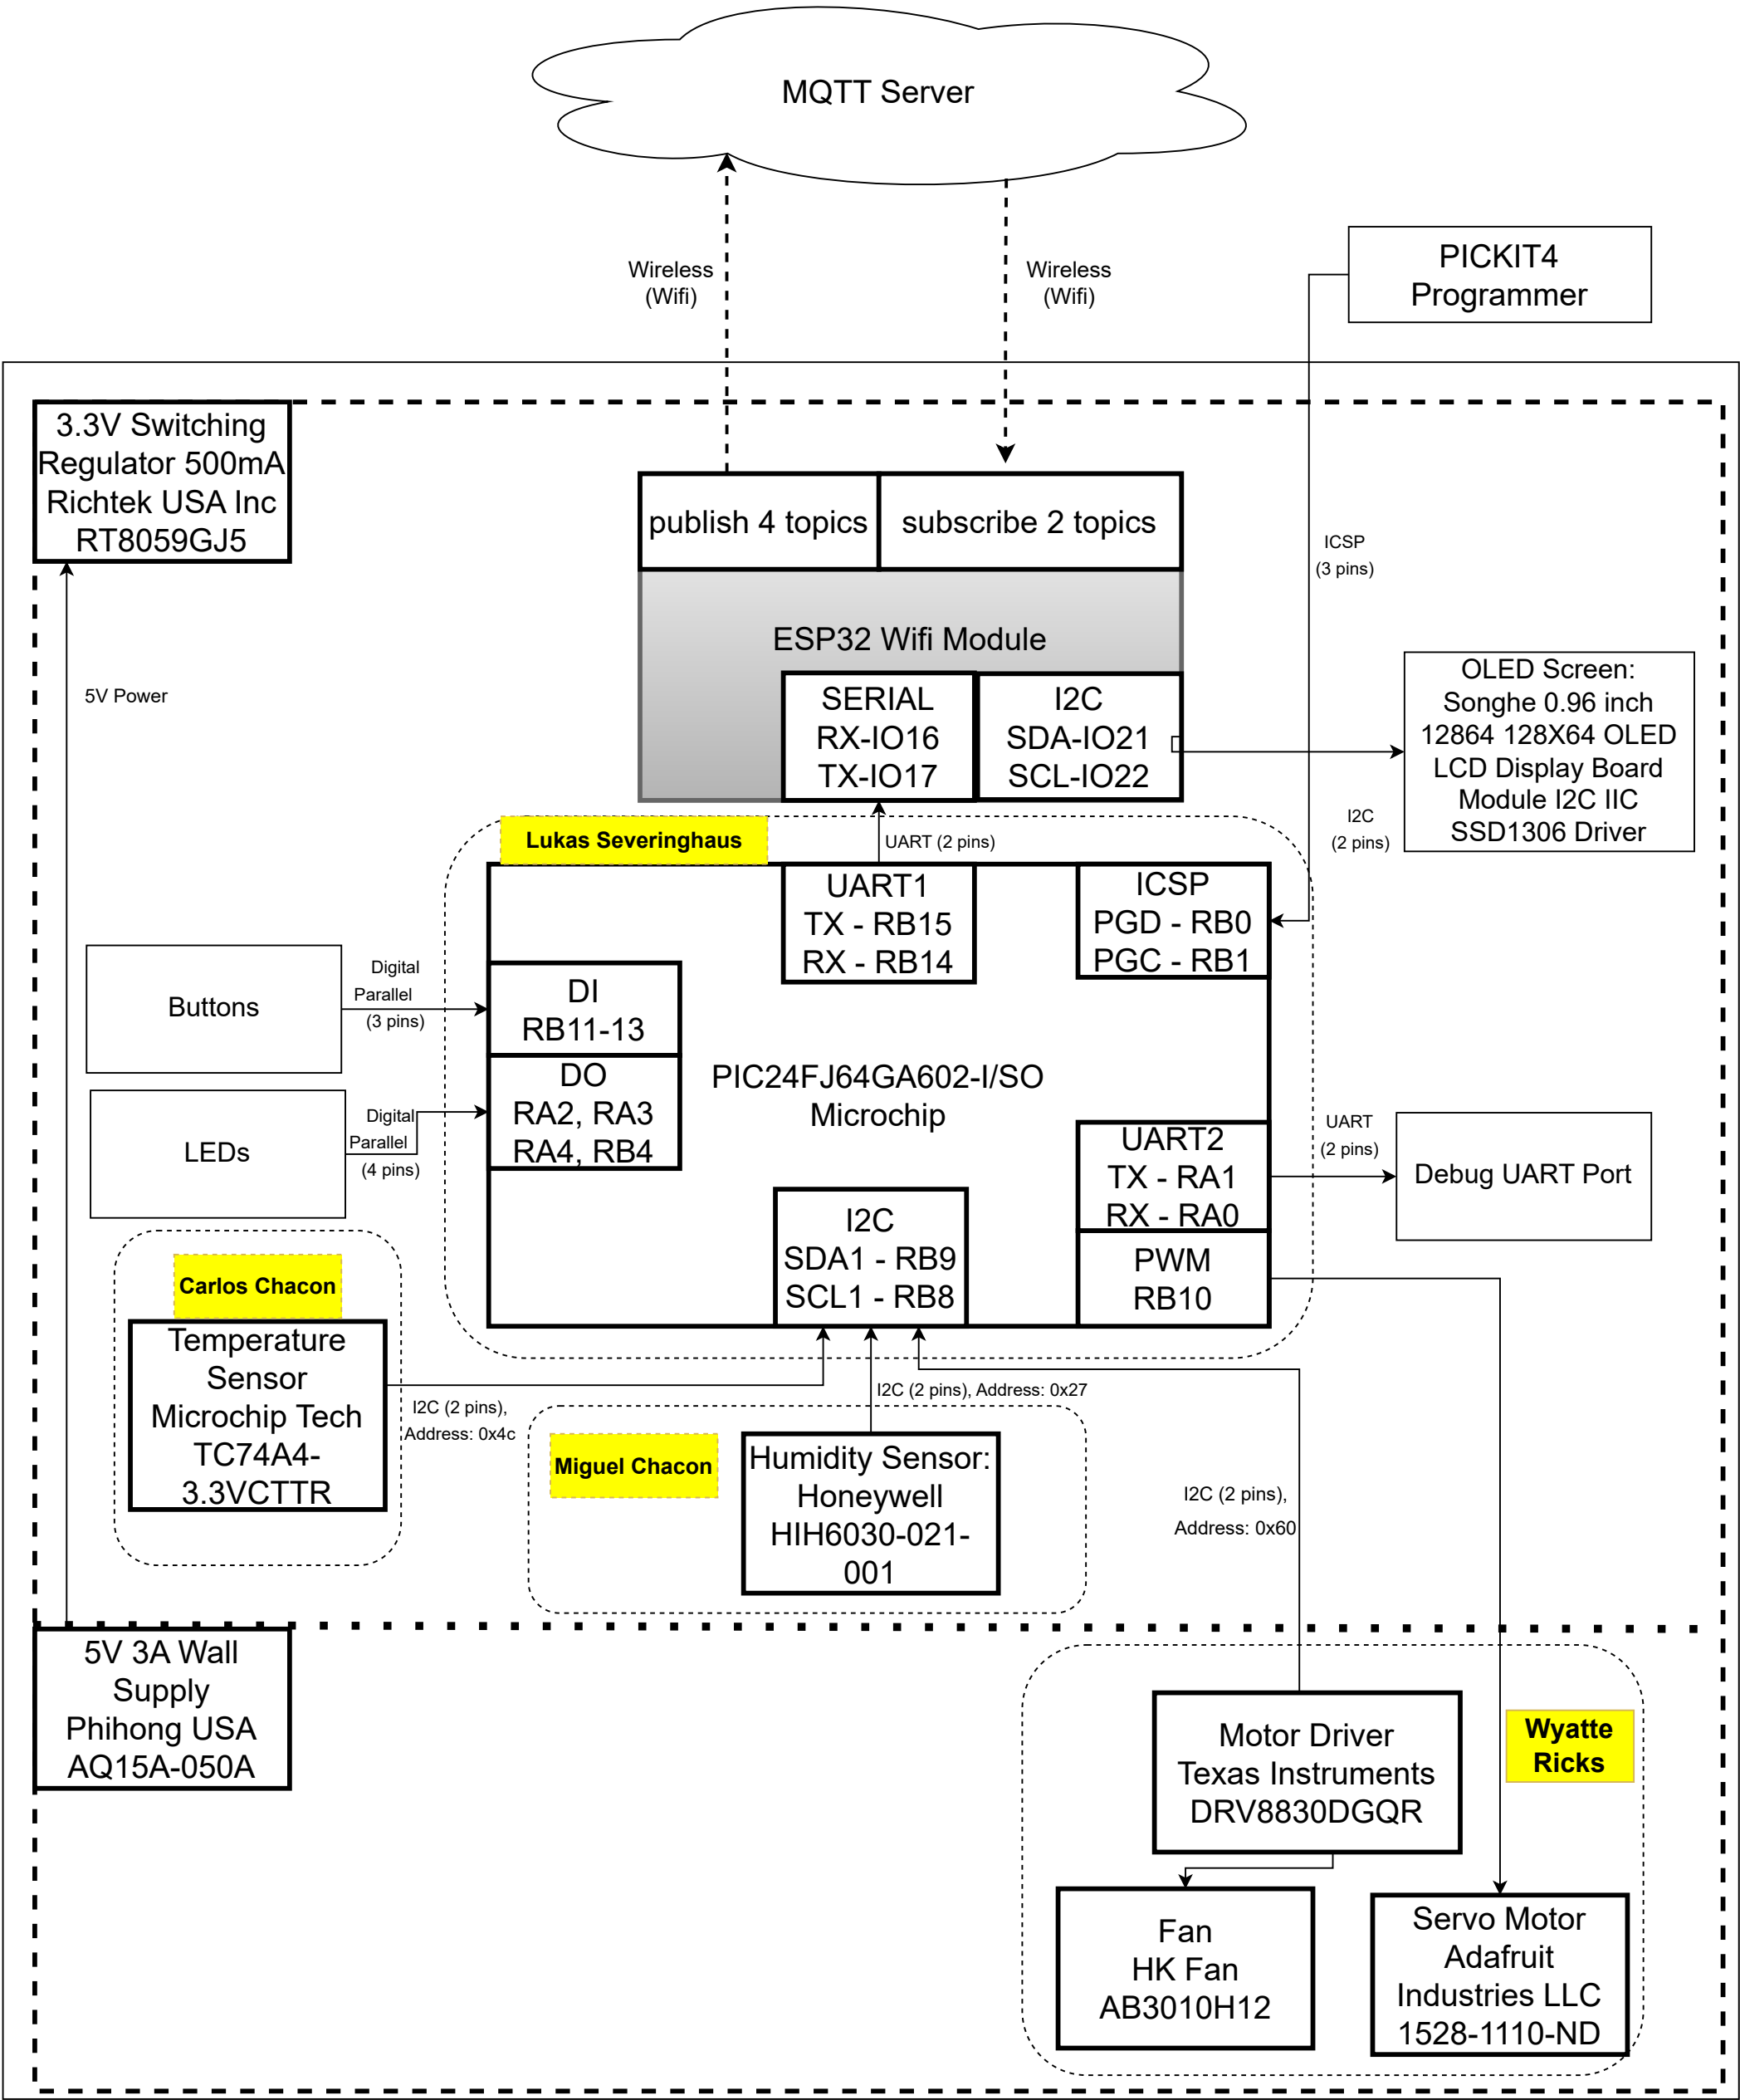 MQTT Server
Wireless
(Wifi)
Wireless
(Wifi)
PICKIT4
Programmer
3.3V Switching
Regulator 500mA
Richtek USA Inc
RT8059GJ5
publish 4 topics
subscribe 2 topics
ICSP
(3 pins)
ESP32 Wifi Module
SERIAL
RX-IO16
TX-IO17
I2C
SDA-IO21
SCL-IO22
OLED Screen:
Songhe 0.96 inch
12864 128X64 OLED
LCD Display Board
Module I2C IIC
SSD1306 Driver
5V Power
I2C
(2 pins)
Lukas Severinghaus
UART (2 pins)
UART1
TX - RB15
RX - RB14
ICSP
PGD - RB0
PGC - RB1
Buttons
Digital
Parallel
(3 pins)
DI
RB11-13
DO
RA2, RA3
RA4, RB4
PIC24FJ64GA602-I/SO
Microchip
LEDs
Digital
Parallel
(4 pins)
UART2
TX - RA1
RX - RA0
UART
(2 pins)
Debug UART Port
I2C
SDA1 - RB9
SCL1 - RB8
PWM
RB10
Carlos Chacon
Temperature
Sensor
Microchip Tech
TC74A4-
3.3VCTTR
I2C (2 pins),
Address: 0x4c
I2C (2 pins), Address: 0x27
Miguel Chacon
Humidity Sensor:
Honeywell
HIH6030-021-
001
I2C (2 pins),
Address: 0x60
5V 3A Wall
Supply
Phihong USA
AQ15A-050A
Motor Driver
Texas Instruments
DRV8830DGQR
Wyatte
Ricks
Fan
HK Fan
AB3010H12
Servo Motor
Adafruit
Industries LLC
1528-1110-ND